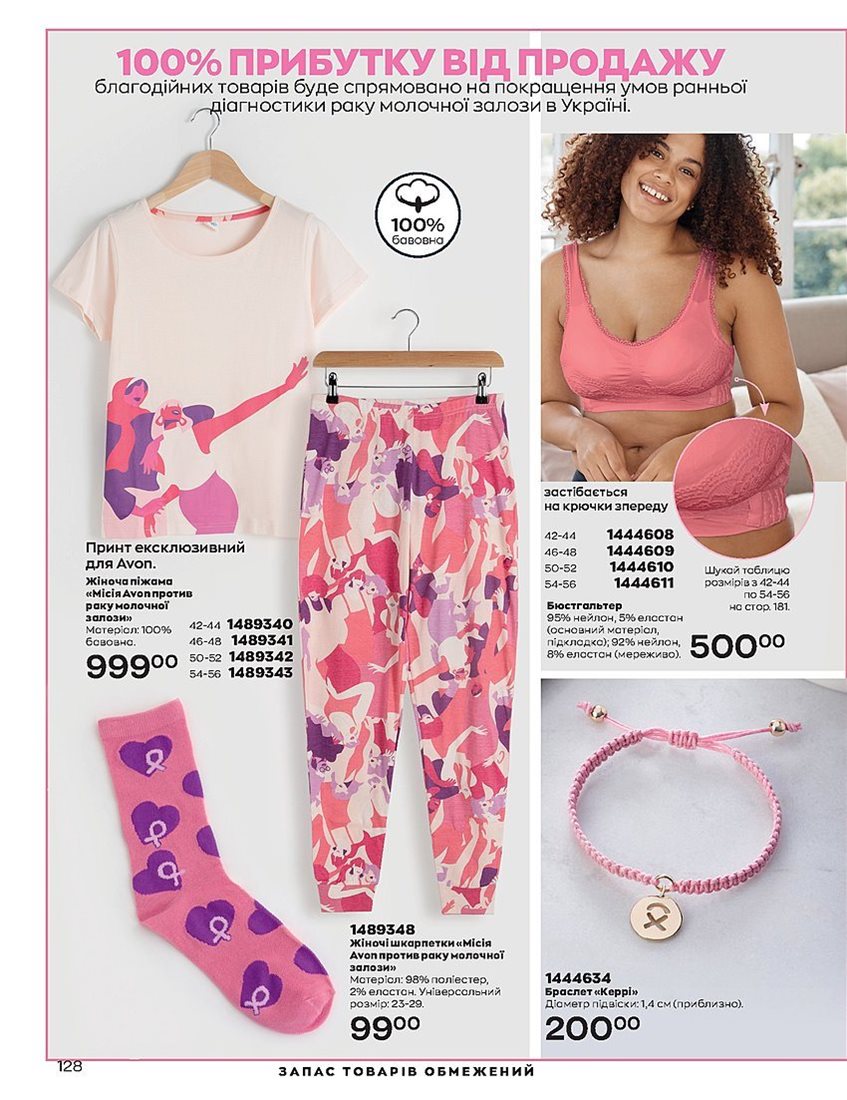 100% ПРИБУТКУ ВІД ПРОДАЖУ
благодійних товарів буде спрямовано на покращення умов ранньої
діагностики раку молочної залози в Україні.
100%
бавовна
Принт ексклюзивний
для Avon.
Жіноча піжама
«Місія Avon проти
раку молочної
залози»
Матеріал: 100%
бавовна.
999⁰⁰
42-44 1489340
46-48 1489341
50-52 1489342
54-56 1489343
застібається
на крючки зпереду
42-44 1444608
46-48 1444609
50-52 1444610
54-56 1444611
Шукай таблицю
розмірів з 42-44
по 54-56
на стор. 181.
Бюстгальтер
95% нейлон, 5% еластан
(основний матеріал,
підкладка); 92% нейлон,
8% еластан (мереживо).
500⁰⁰
1489348
Жіночі шкарпетки «Місія
Avon проти раку молочної
залози»
Матеріал: 98% поліестер,
2% еластан. Універсальний
розмір: 23-29.
99⁰⁰
1444634
Браслет «Керрі»
Діаметр підвіски: 1,4 см (приблизно).
200⁰⁰
128
ЗАПАС ТОВАРІВ ОБМЕЖЕНИЙ